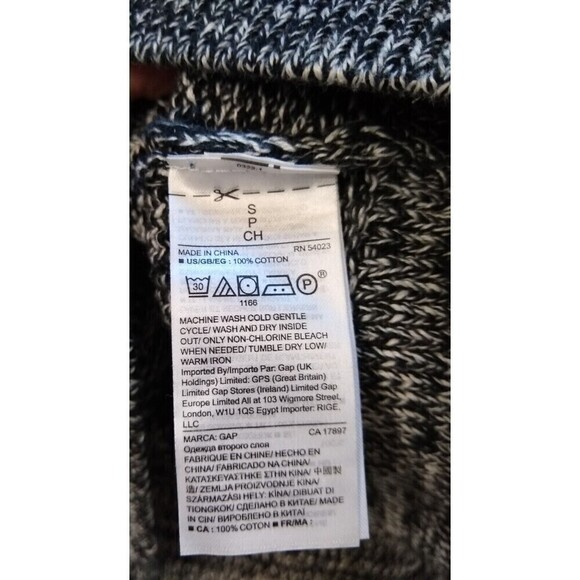 S
P
CH
MADE IN CHINA RN 54023
■ US/GB/EG : 100% COTTON
30 P ®
1166
MACHINE WASH COLD GENTLE
CYCLE/ WASH AND DRY INSIDE
OUT/ ONLY NON-CHLORINE BLEACH
WHEN NEEDED/ TUMBLE DRY LOW/
WARM IRON
Imported By/Importe Par: Gap (UK
Holdings) Limited: GPS (Great Britain)
Limited Gap Stores (Ireland) Limited Gap
Europe Limited All at 103 Wigmore Street,
London, W1U 1QS Egypt Importer: RIGE,
LLC
MARCA: GAP CA 17897
Одежда второго слоя
FABRIQUE EN CHINE/ HECHO EN
CHINA/ FABRICADO NA CHINA/
ΚΑΤΑΣΚΕΥΑΣΤΗΚΕ ΣΤΗΝ ΚΙΝΑ/ 中國製
造/ ZEMLJA PROIZVODNJE KINA/
SZÁRMAZÁSI HELY: KÍNA/ DIBUAT DI
TIONGKOK/ СДЕЛАНО В КИТАЕ/ MADE
IN CIN/ ВИРОБЛЕНО В КИТАЇ
■ CA : 100% COTON ■ FR/MA :